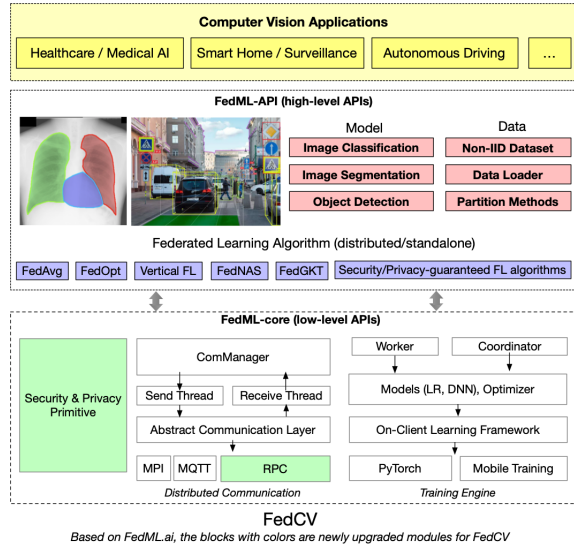 Computer Vision Applications
Healthcare / Medical AI
Smart Home / Surveillance
Autonomous Driving
...
FedML-API (high-level APIs)
Model
Data
Image Classification
Non-IID Dataset
Image Segmentation
Data Loader
Object Detection
Partition Methods
Federated Learning Algorithm (distributed/standalone)
FedAvg
FedOpt
Vertical FL
FedNAS
FedGKT
Security/Privacy-guaranteed FL algorithms
FedML-core (low-level APIs)
Security & Privacy
Primitive
ComManager
Send Thread
Receive Thread
Abstract Communication Layer
MPI
MQTT
RPC
Distributed Communication
Worker
Coordinator
Models (LR, DNN), Optimizer
On-Client Learning Framework
PyTorch
Mobile Training
Training Engine
FedCV
Based on FedML.ai, the blocks with colors are newly upgraded modules for FedCV